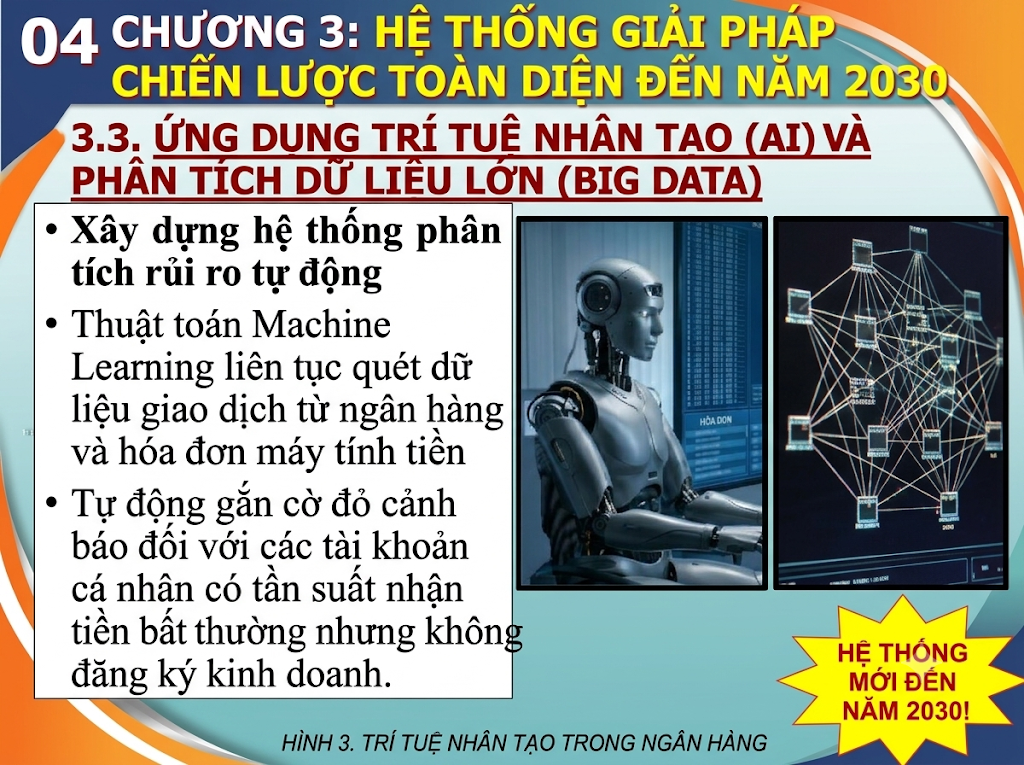 04
CHƯƠNG 3: HỆ THỐNG GIẢI PHÁP
CHIẾN LƯỢC TOÀN DIỆN ĐẾN NĂM 2030
3.3. ỨNG DỤNG TRÍ TUỆ NHÂN TẠO (AI) VÀ
PHÂN TÍCH DỮ LIỆU LỚN (BIG DATA)
• Xây dựng hệ thống phân
tích rủi ro tự động
• Thuật toán Machine
Learning liên tục quét dữ
liệu giao dịch từ ngân hàng
và hóa đơn máy tính tiền
• Tự động gắn cờ đỏ cảnh
báo đối với các tài khoản
cá nhân có tần suất nhận
tiền bất thường nhưng không
đăng ký kinh doanh.
HÓA DON
HỆ THỐNG
MỚI ĐẾN
NĂM 2030!
HÌNH 3. TRÍ TUỆ NHÂN TẠO TRONG NGÂN HÀNG